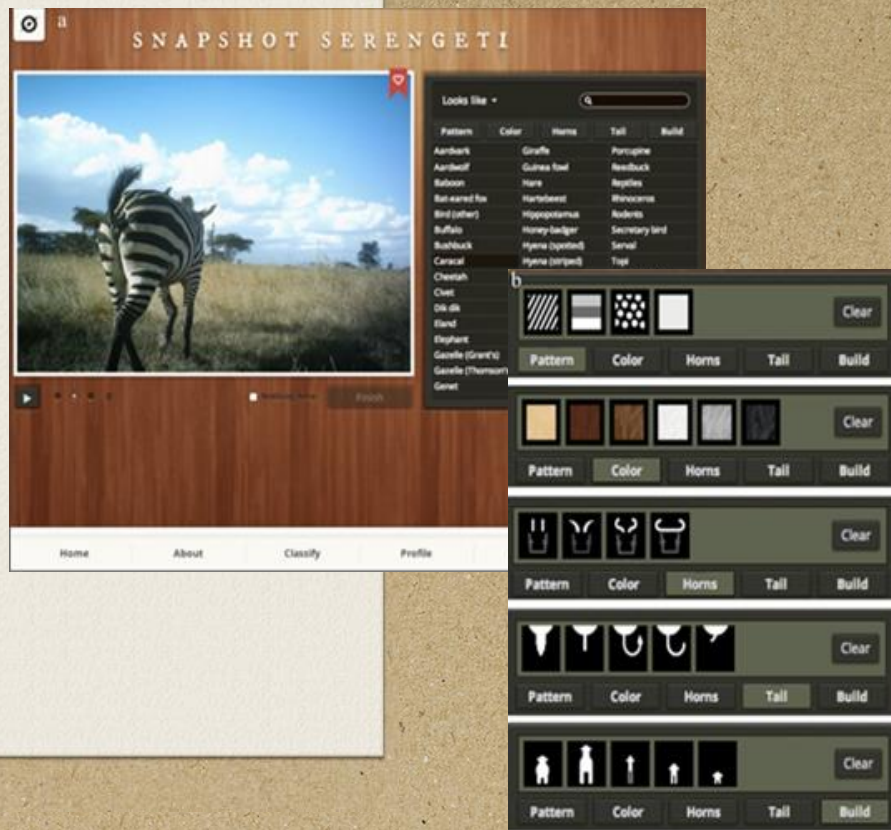 a
SNAPSHOT SERENGETI
Looks like
Pattern Color Horns Tail Build
Aardvark Giraffe Porcupine
Aardwolf Guinea fowl Reedbuck
Baboon Hare Reptiles
Bat-eared fox Hartebeest Rhinoceros
Bird (other) Hippopotamus Rodents
Buffalo Honey-badger Secretary bird
Bushbuck Hyena (spotted) Serval
Caracal Hyena (striped) Topi
Cheetah
Civet
Dik dik
Eland
Elephant
Gazelle (Grant's)
Gazelle (Thomson's
Genet
Finish
Home About Classify Profile
b
Clear
Pattern Color Horns Tail Build
Clear
Pattern Color Horns Tail Build
Clear
Pattern Color Horns Tail Build
Clear
Pattern Color Horns Tail Build
Clear
Pattern Color Horns Tail Build